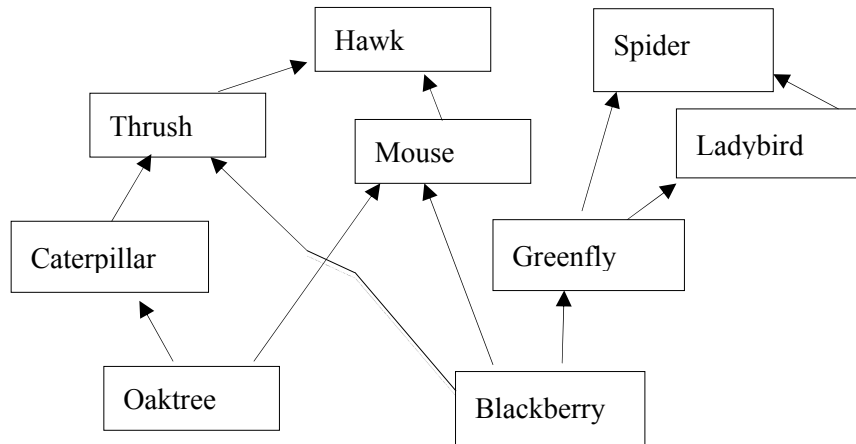 Hawk
Spider
Thrush
Mouse
Ladybird
Caterpillar
Greenfly
Oaktree
Blackberry